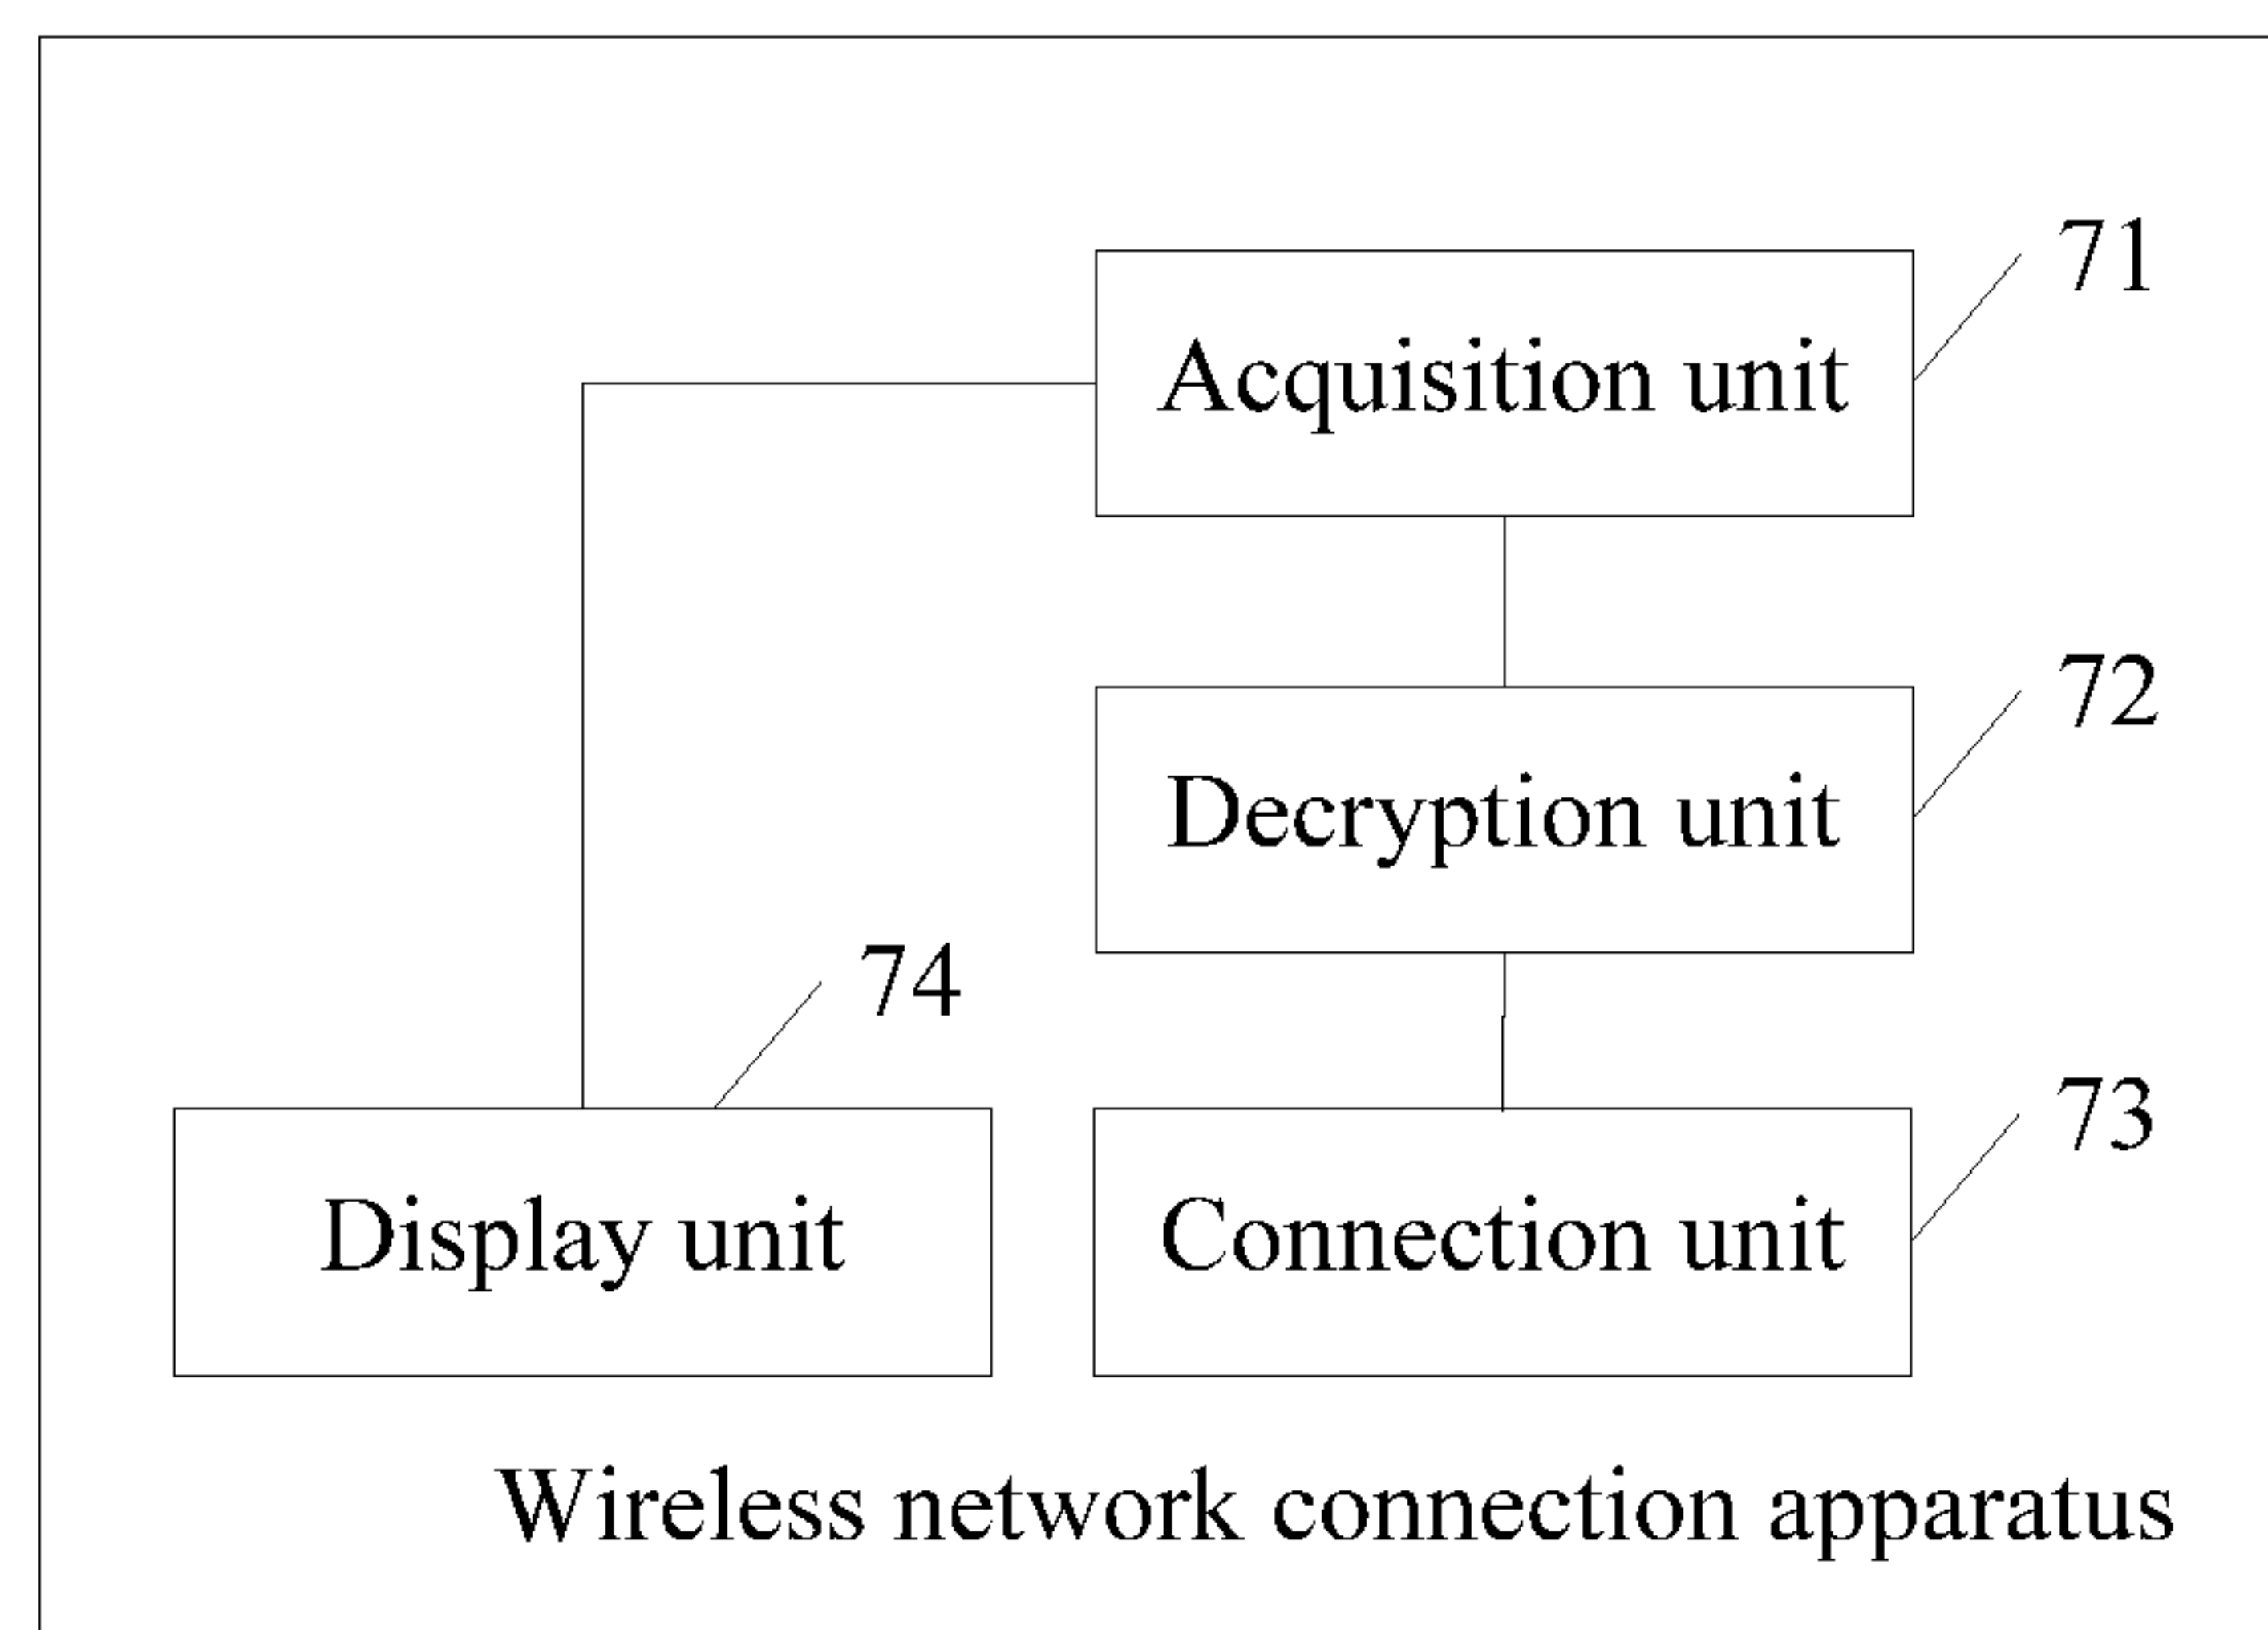 71
Acquisition unit
72
Decryption unit
74
73
Display unit
Connection unit
Wireless network connection apparatus